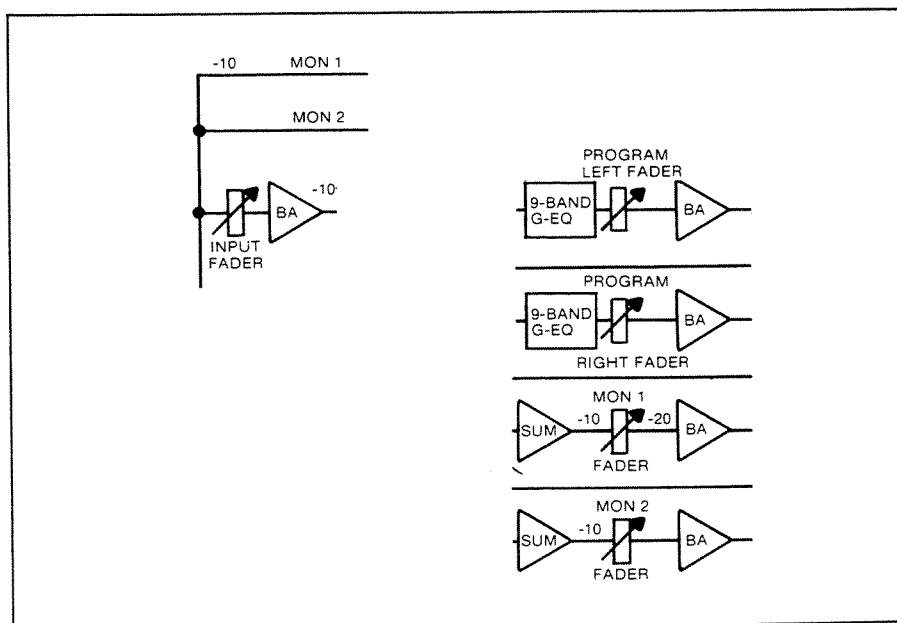 -10 MON 1
MON 2
-10
BA
INPUT
FADER
PROGRAM
LEFT FADER
9-BAND
G-EQ
BA
PROGRAM
9-BAND
G-EQ
BA
RIGHT FADER
MON 1
SUM -10 -20 BA
FADER
MON 2
SUM -10 BA
FADER